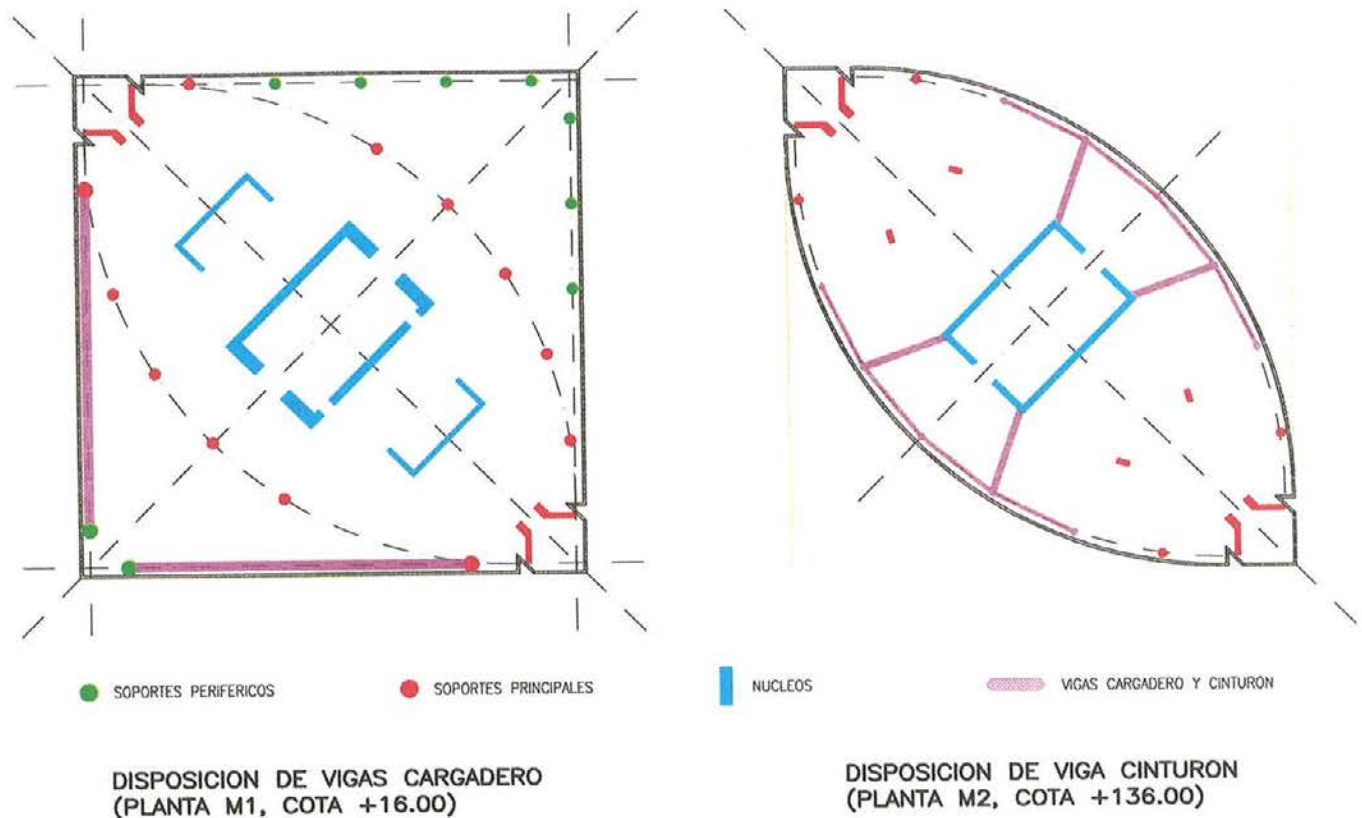 SOPORTES PERIFERICOS
SOPORTES PRINCIPALES
NUCLEOS
VIGAS CARGADERO Y CINTURON
DISPOSICION DE VIGAS CARGADERO
(PLANTA M1, COTA +16.00)
DISPOSICION DE VIGA CINTURON
(PLANTA M2, COTA +136.00)